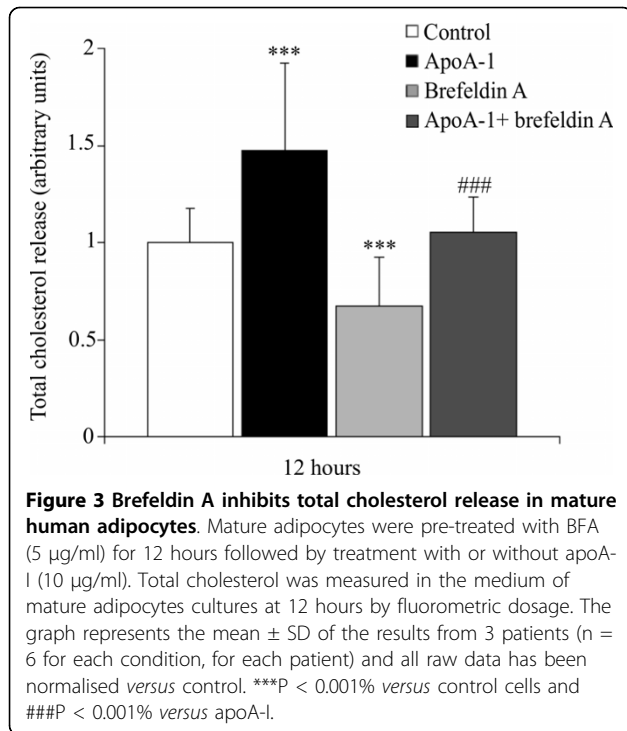 Total cholesterol release (arbitrary units)
2
1.5
1
0.5
0
***
***
###
Control
ApoA-1
Brefeldin A
ApoA-1+ brefeldin A
12 hours
Figure 3 Brefeldin A inhibits total cholesterol release in mature
human adipocytes. Mature adipocytes were pre-treated with BFA
(5 μg/ml) for 12 hours followed by treatment with or without apoA-
I (10 μg/ml). Total cholesterol was measured in the medium of
mature adipocytes cultures at 12 hours by fluorometric dosage. The
graph represents the mean ± SD of the results from 3 patients (n =
6 for each condition, for each patient) and all raw data has been
normalised versus control. ***P < 0.001% versus control cells and
###P < 0.001% versus apoA-I.